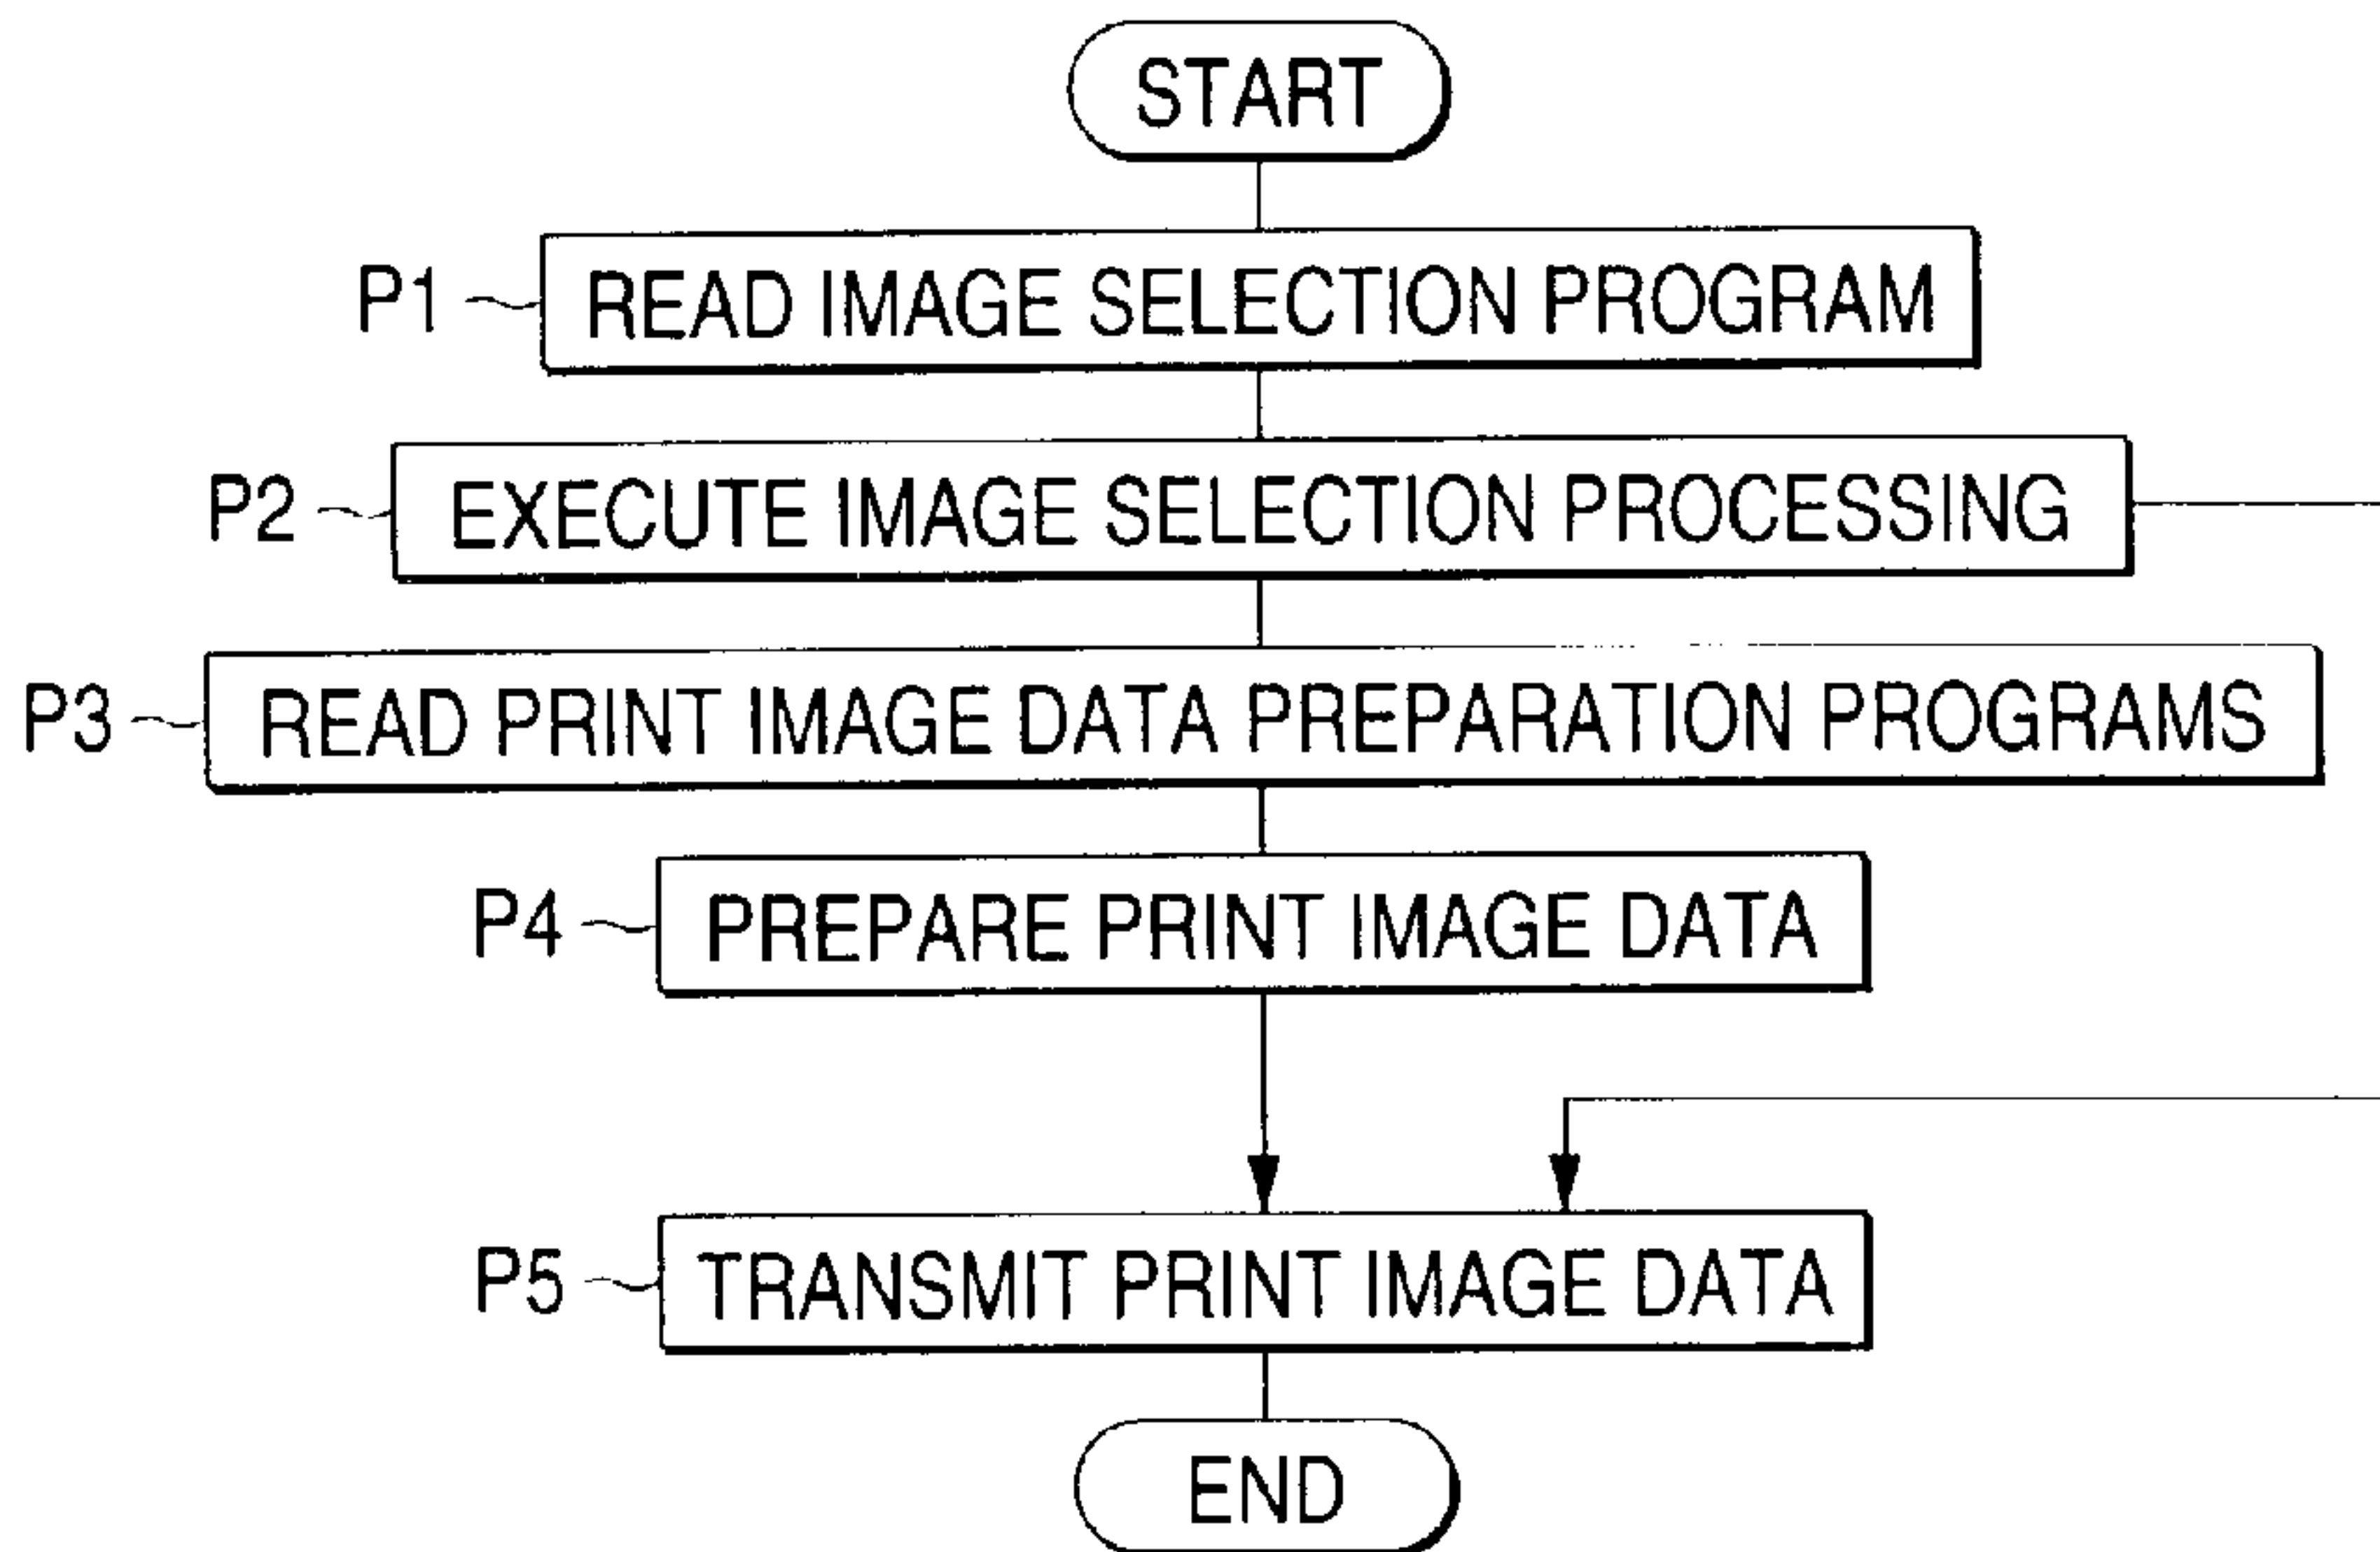 START
P1 READ IMAGE SELECTION PROGRAM
P2 EXECUTE IMAGE SELECTION PROCESSING
P3 READ PRINT IMAGE DATA PREPARATION PROGRAMS
P4 PREPARE PRINT IMAGE DATA
P5 TRANSMIT PRINT IMAGE DATA
END